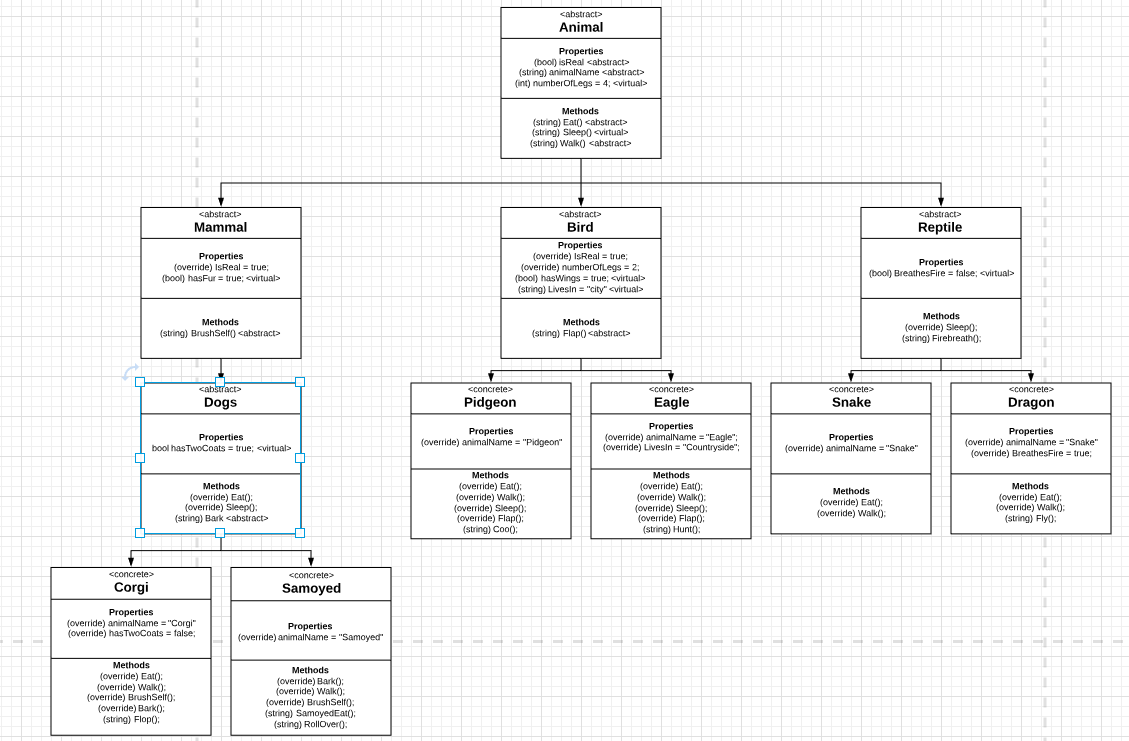 <abstract>
Animal
Properties
(bool) isReal <abstract>
(string) animalName <abstract>
(int) numberOfLegs = 4; <virtual>
Methods
(string) Eat() <abstract>
(string) Sleep() <virtual>
(string) Walk() <abstract>
<abstract>
Mammal
Properties
(override) IsReal = true;
(bool) hasFur = true; <virtual>
Methods
(string) BrushSelf() <abstract>
<abstract>
Bird
Properties
(override) IsReal = true;
(override) numberOfLegs = 2;
(bool) hasWings = true; <virtual>
(string) LivesIn = "city" <virtual>
Methods
(string) Flap() <abstract>
<abstract>
Reptile
Properties
(bool) BreathesFire = false; <virtual>
Methods
(override) Sleep();
(string) Firebreath();
<abstract>
Dogs
Properties
bool hasTwoCoats = true; <virtual>
Methods
(override) Eat();
(override) Sleep();
(string) Bark <abstract>
<concrete>
Pidgeon
Properties
(override) animalName = "Pidgeon"
Methods
(override) Eat();
(override) Walk();
(override) Sleep();
(override) Flap();
(string) Coo();
<concrete>
Eagle
Properties
(override) animalName = "Eagle";
(override) LivesIn = "Countryside";
Methods
(override) Eat();
(override) Walk();
(override) Sleep();
(override) Flap();
(string) Hunt();
<concrete>
Snake
Properties
(override) animalName = "Snake"
Methods
(override) Eat();
(override) Walk();
<concrete>
Dragon
Properties
(override) animalName = "Snake"
(override) BreathesFire = true;
Methods
(override) Eat();
(override) Walk();
(string) Fly();
<concrete>
Corgi
Properties
(override) animalName = "Corgi"
(override) hasTwoCoats = false;
Methods
(override) Eat();
(override) Walk();
(override) BrushSelf();
(override) Bark();
(string) Flop();
<concrete>
Samoyed
Properties
(override) animalName = "Samoyed"
Methods
(override) Bark();
(override) Walk();
(override) BrushSelf();
(string) SamoyedEat();
(string) RollOver();